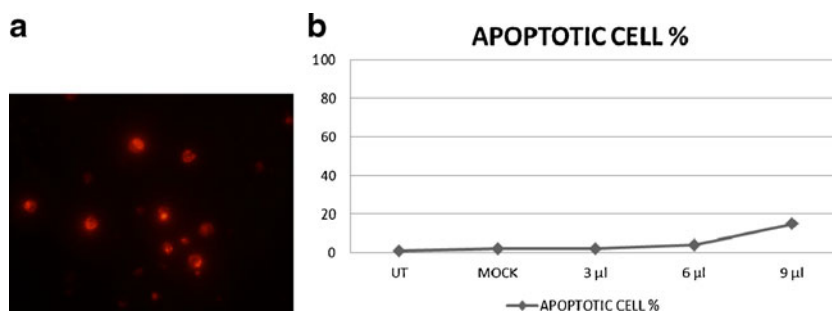 a
b
APOPTOTIC CELL %
100
80
60
40
20
0
UT MOCK 3 µl 6 µl 9 µl
APOPTOTIC CELL %